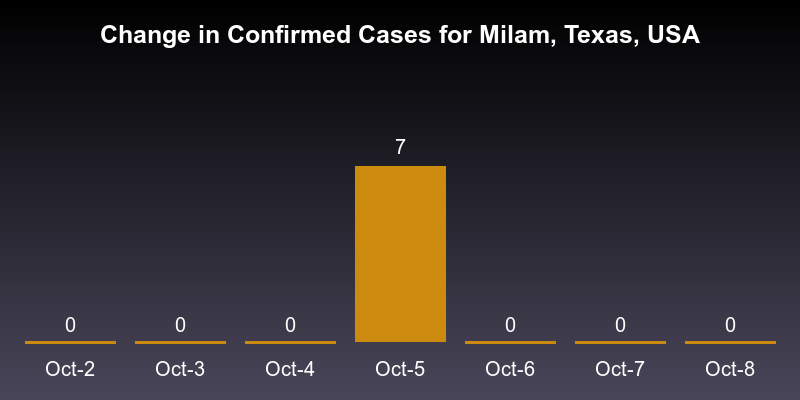 Change in Confirmed Cases for Milam, Texas, USA
7
0 0 0 0 0 0
Oct-2 Oct-3 Oct-4 Oct-5 Oct-6 Oct-7 Oct-8